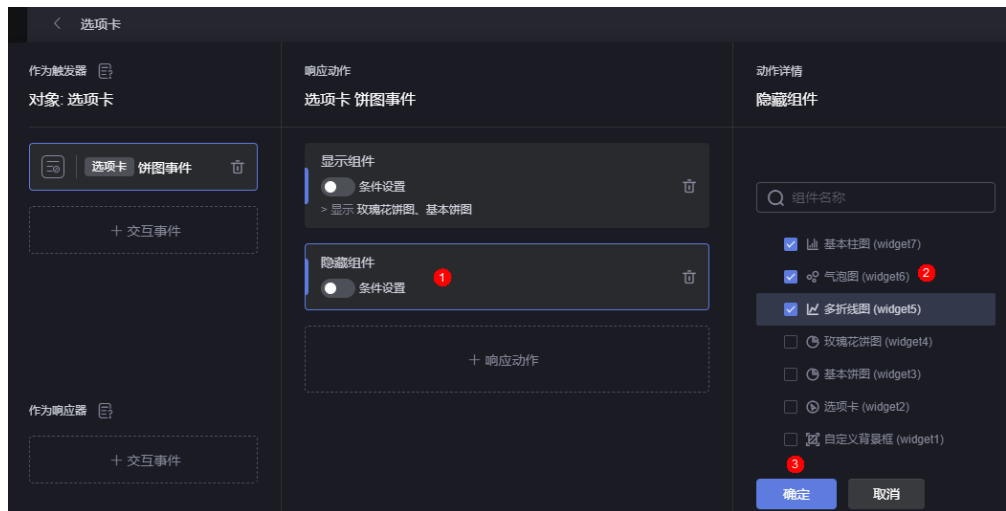 选项卡
作为触发器
对象: 选项卡
选项卡 饼图事件
+ 交互事件
作为响应器
+ 交互事件
响应动作
选项卡 饼图事件
显示组件
条件设置
> 显示 玫瑰花饼图、基本饼图
隐藏组件
1
条件设置
+ 响应动作
动作详情
隐藏组件
组件名称
基本柱图 (widget7)
气泡图 (widget6) 2
多折线图 (widget5)
玫瑰花饼图 (widget4)
基本饼图 (widget3)
选项卡 (widget2)
自定义背景框 (widget1)
3
确定 取消